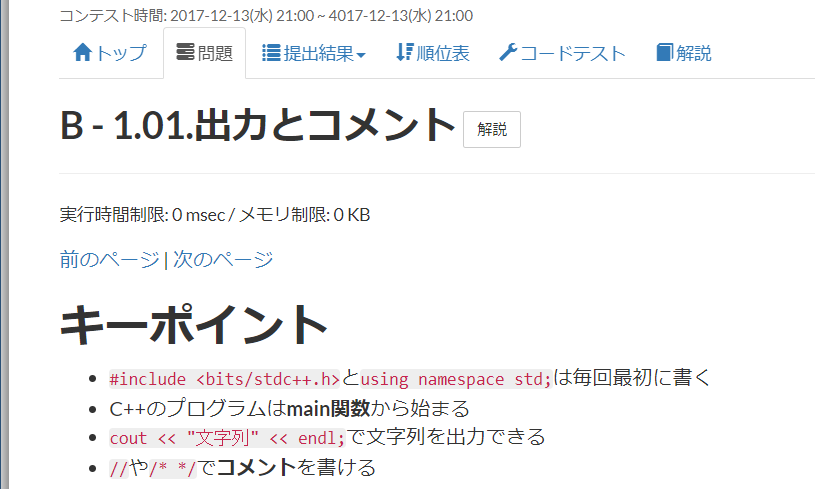 コンテスト時間: 2017-12-13(水) 21:00 ~ 4017-12-13(水) 21:00
トップ 問題 提出結果 順位表 コードテスト 解説
B - 1.01.出力とコメント 解説
実行時間制限: 0 msec / メモリ制限: 0 KB
前のページ | 次のページ
キーポイント
• #include <bits/stdc++.h>とusing namespace std;は毎回最初に書く
• C++のプログラムはmain関数から始まる
• cout << "文字列" << endl;で文字列を出力できる
• //や/* */でコメントを書ける